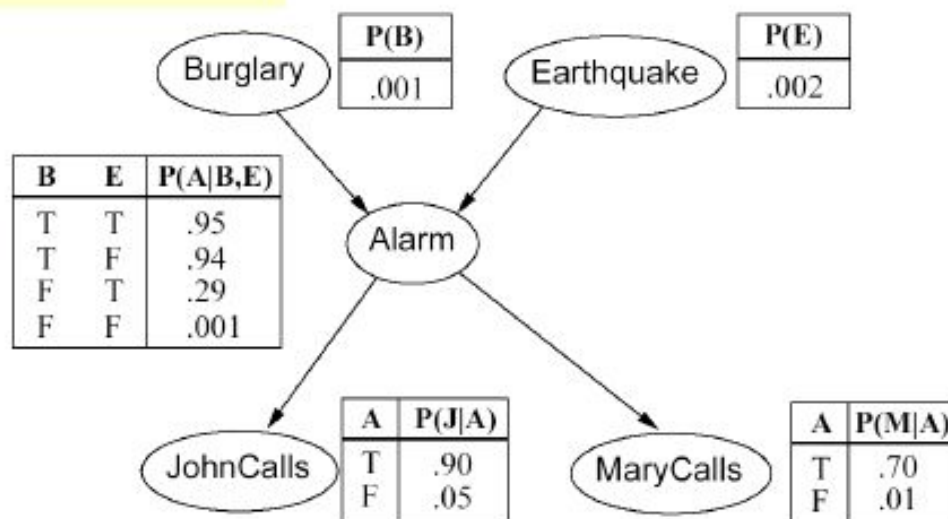 P(B)
Burglary
.001
P(E)
Earthquake
.002
B E P(A|B,E)
T T .95
T F .94
F T .29
F F .001
Alarm
A P(J|A)
T .90
F .05
JohnCalls
A P(M|A)
T .70
F .01
MaryCalls